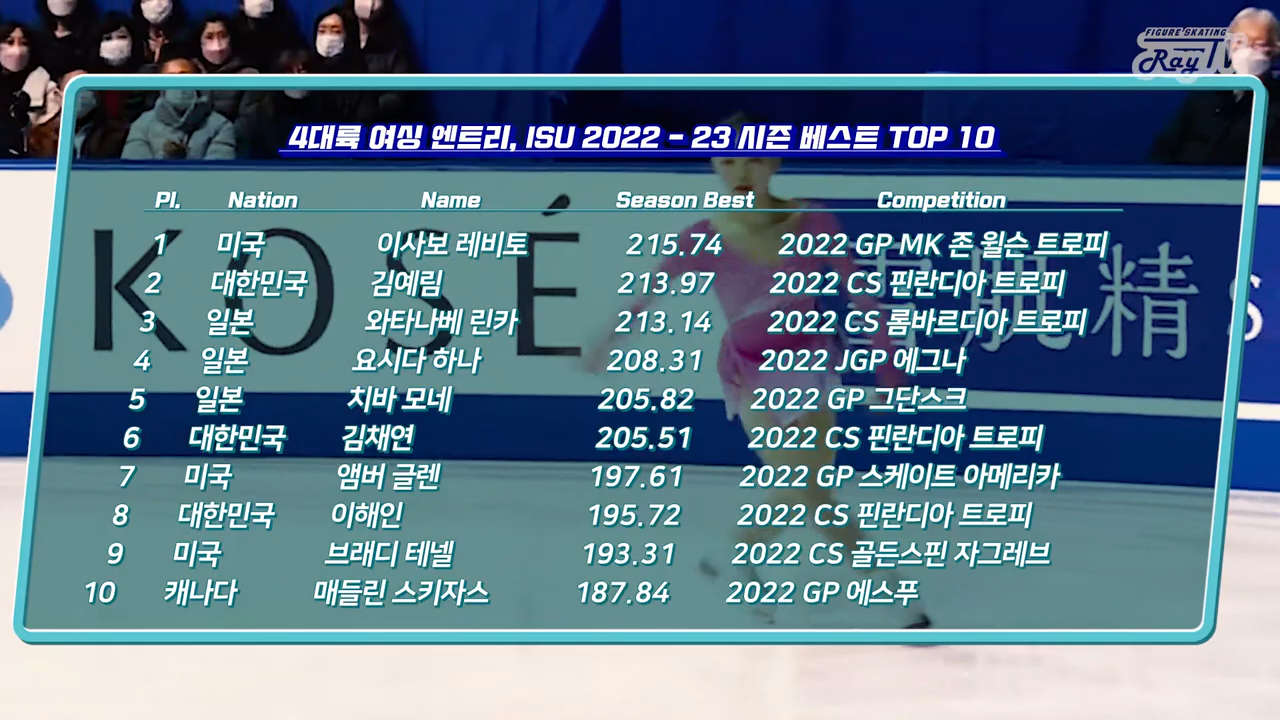 FIGURE SKATING
Ray
4대륙 여싱 엔트리, ISU 2022 - 23 시즌 베스트 TOP 10
Pl. Nation Name Season Best Competition
1 미국 이사보 레비토 215.74 2022 GP MK 존 윌슨 트로피
2 대한민국 김예림 213.97 2022 CS 핀란디아 트로피
3 일본 와타나베 린카 213.14 2022 CS 롬바르디아 트로피
4 일본 요시다 하나 208.31 2022 JGP 에그나
5 일본 치바 모네 205.82 2022 GP 그단스크
6 대한민국 김채연 205.51 2022 CS 핀란디아 트로피
7 미국 앰버 글렌 197.61 2022 GP 스케이트 아메리카
8 대한민국 이해인 195.72 2022 CS 핀란디아 트로피
9 미국 브래디 테넬 193.31 2022 CS 골든스핀 자그레브
10 캐나다 매들린 스키자스 187.84 2022 GP 에스푸
KOSÉ 肌精 S